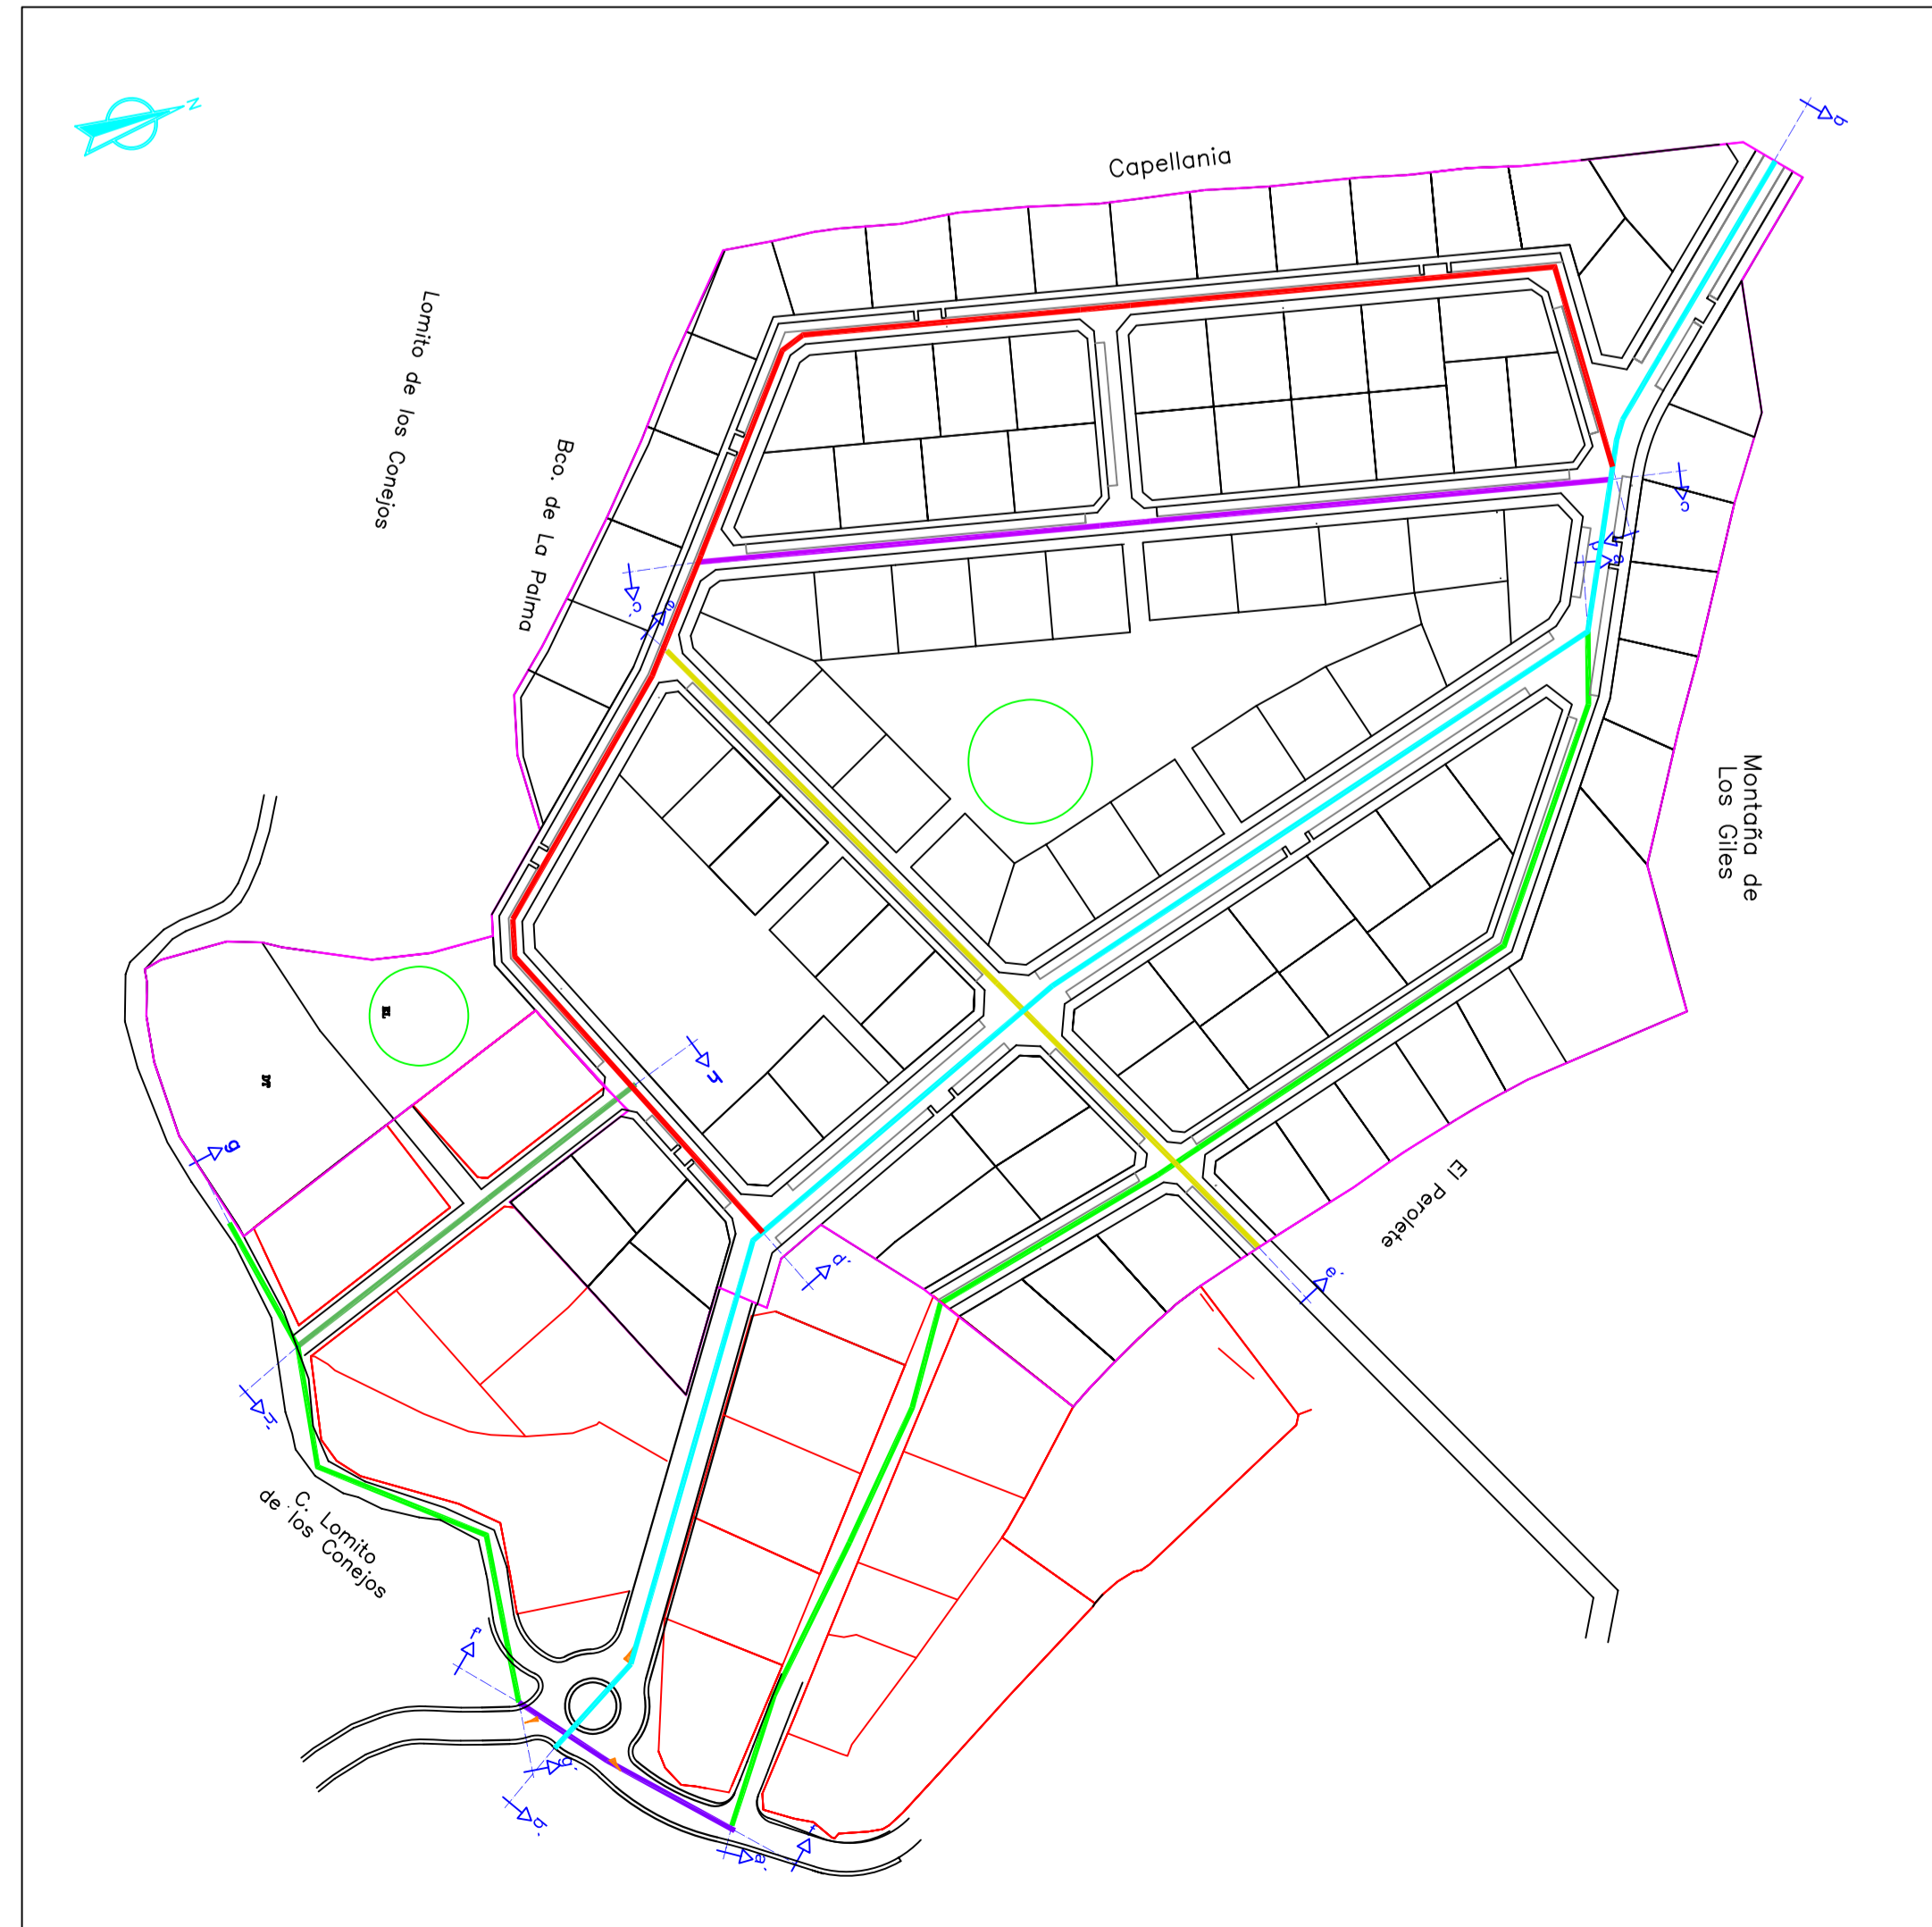 N
b
Capellania
Lomito de los Conejos
Bco. de La Palma
c
d
a
c'
e
Montaña de
Los Giles
h
g
EL
El Perolete
d'
e'
h'
C. Lomito
de los Conejos
f
g'
b'
f'
a'